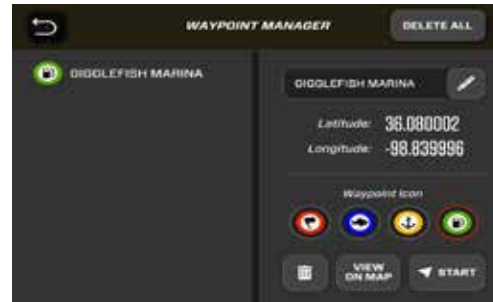 WAYPOINT MANAGER
DELETE ALL
GIGGLEFISH MARINA
GIGGLEFISH MARINA
Latitude: 36.080002
Longitude: -98.839996
Waypoint Icon
VIEW
ON MAP
START